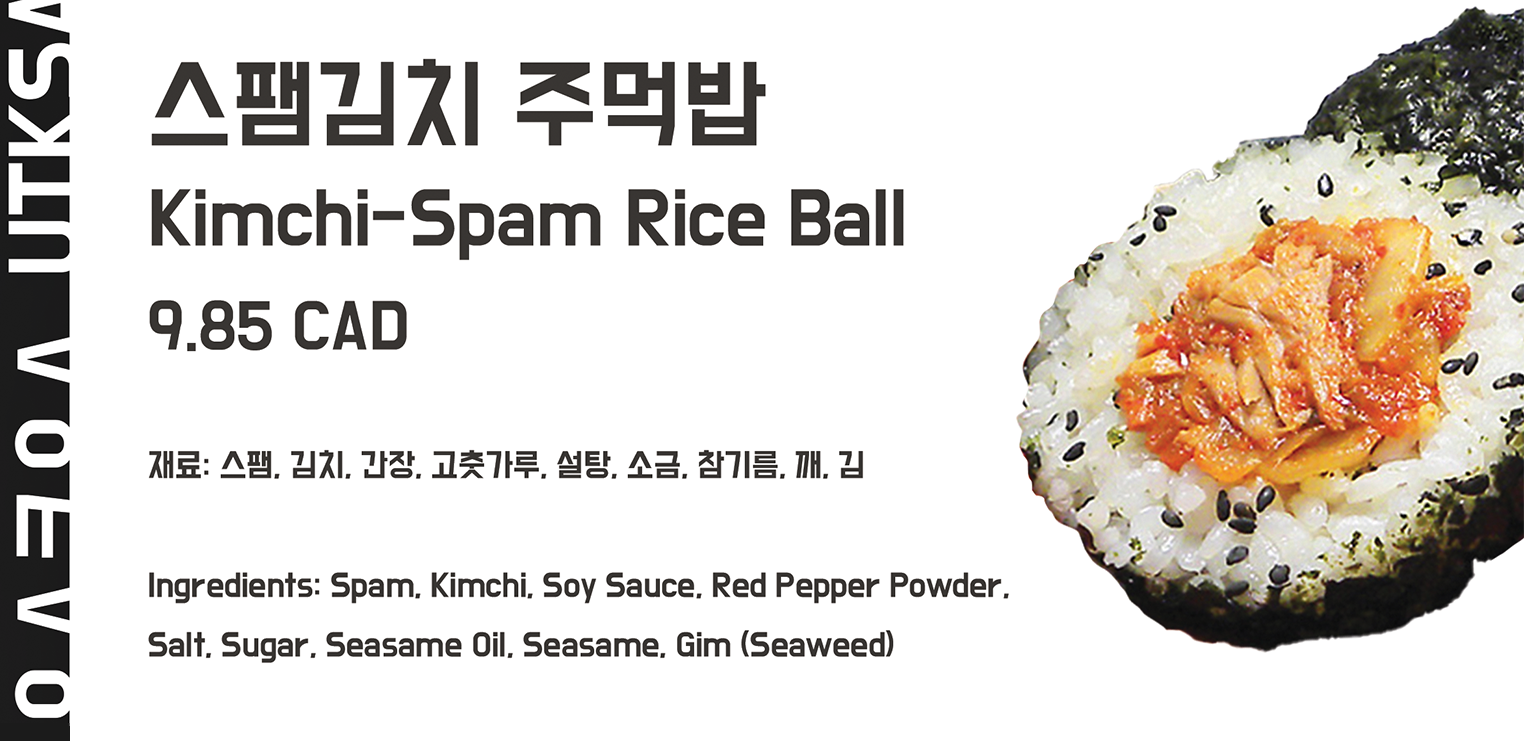 스팸김치 주먹밥
Kimchi-Spam Rice Ball
9.85 CAD
재료: 스팸, 김치, 간장, 고춧가루, 설탕, 소금, 참기름, 깨, 김
Ingredients: Spam, Kimchi, Soy Sauce, Red Pepper Powder,
Salt, Sugar, Seasame Oil, Seasame, Gim (Seaweed)
UTKSA